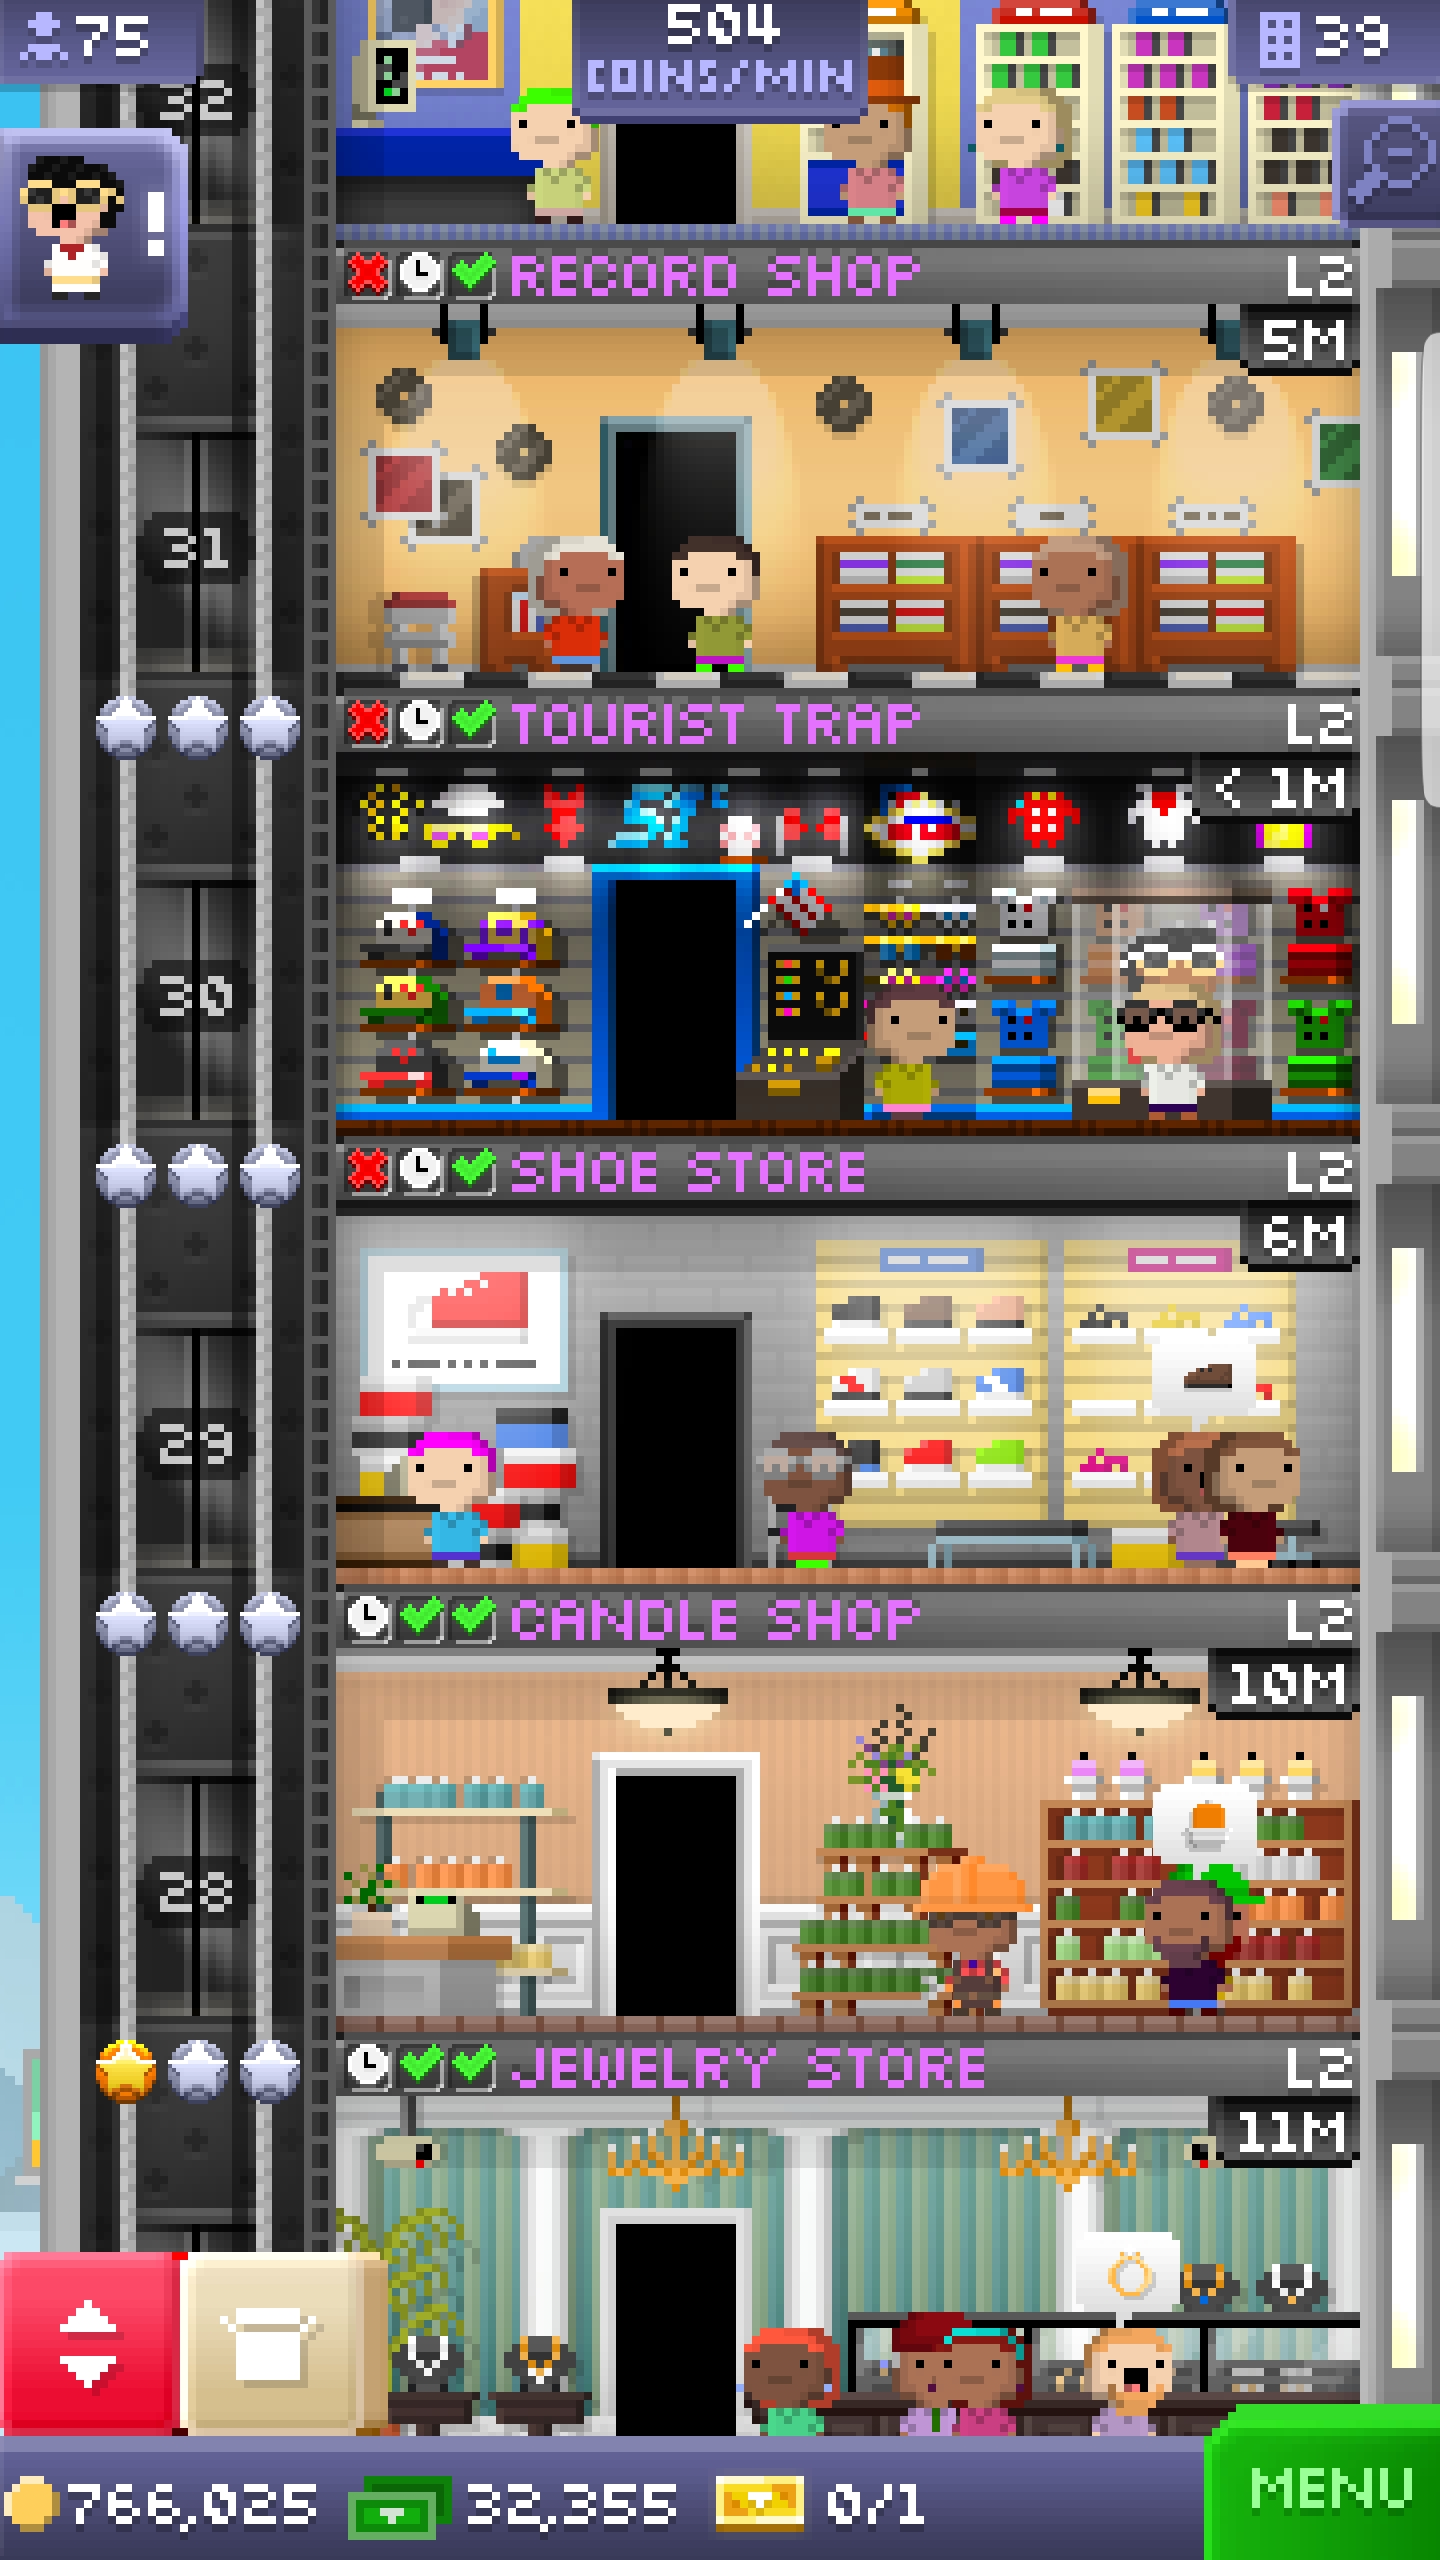 75
504
COINS/MIN
39
32
!
RECORD SHOP L2
5M
31
TOURIST TRAP L2
< 1M
30
SHOE STORE L2
6M
29
CANDLE SHOP L2
10M
28
JEWELRY STORE L2
11M
766,025 32,355 0/1
MENU